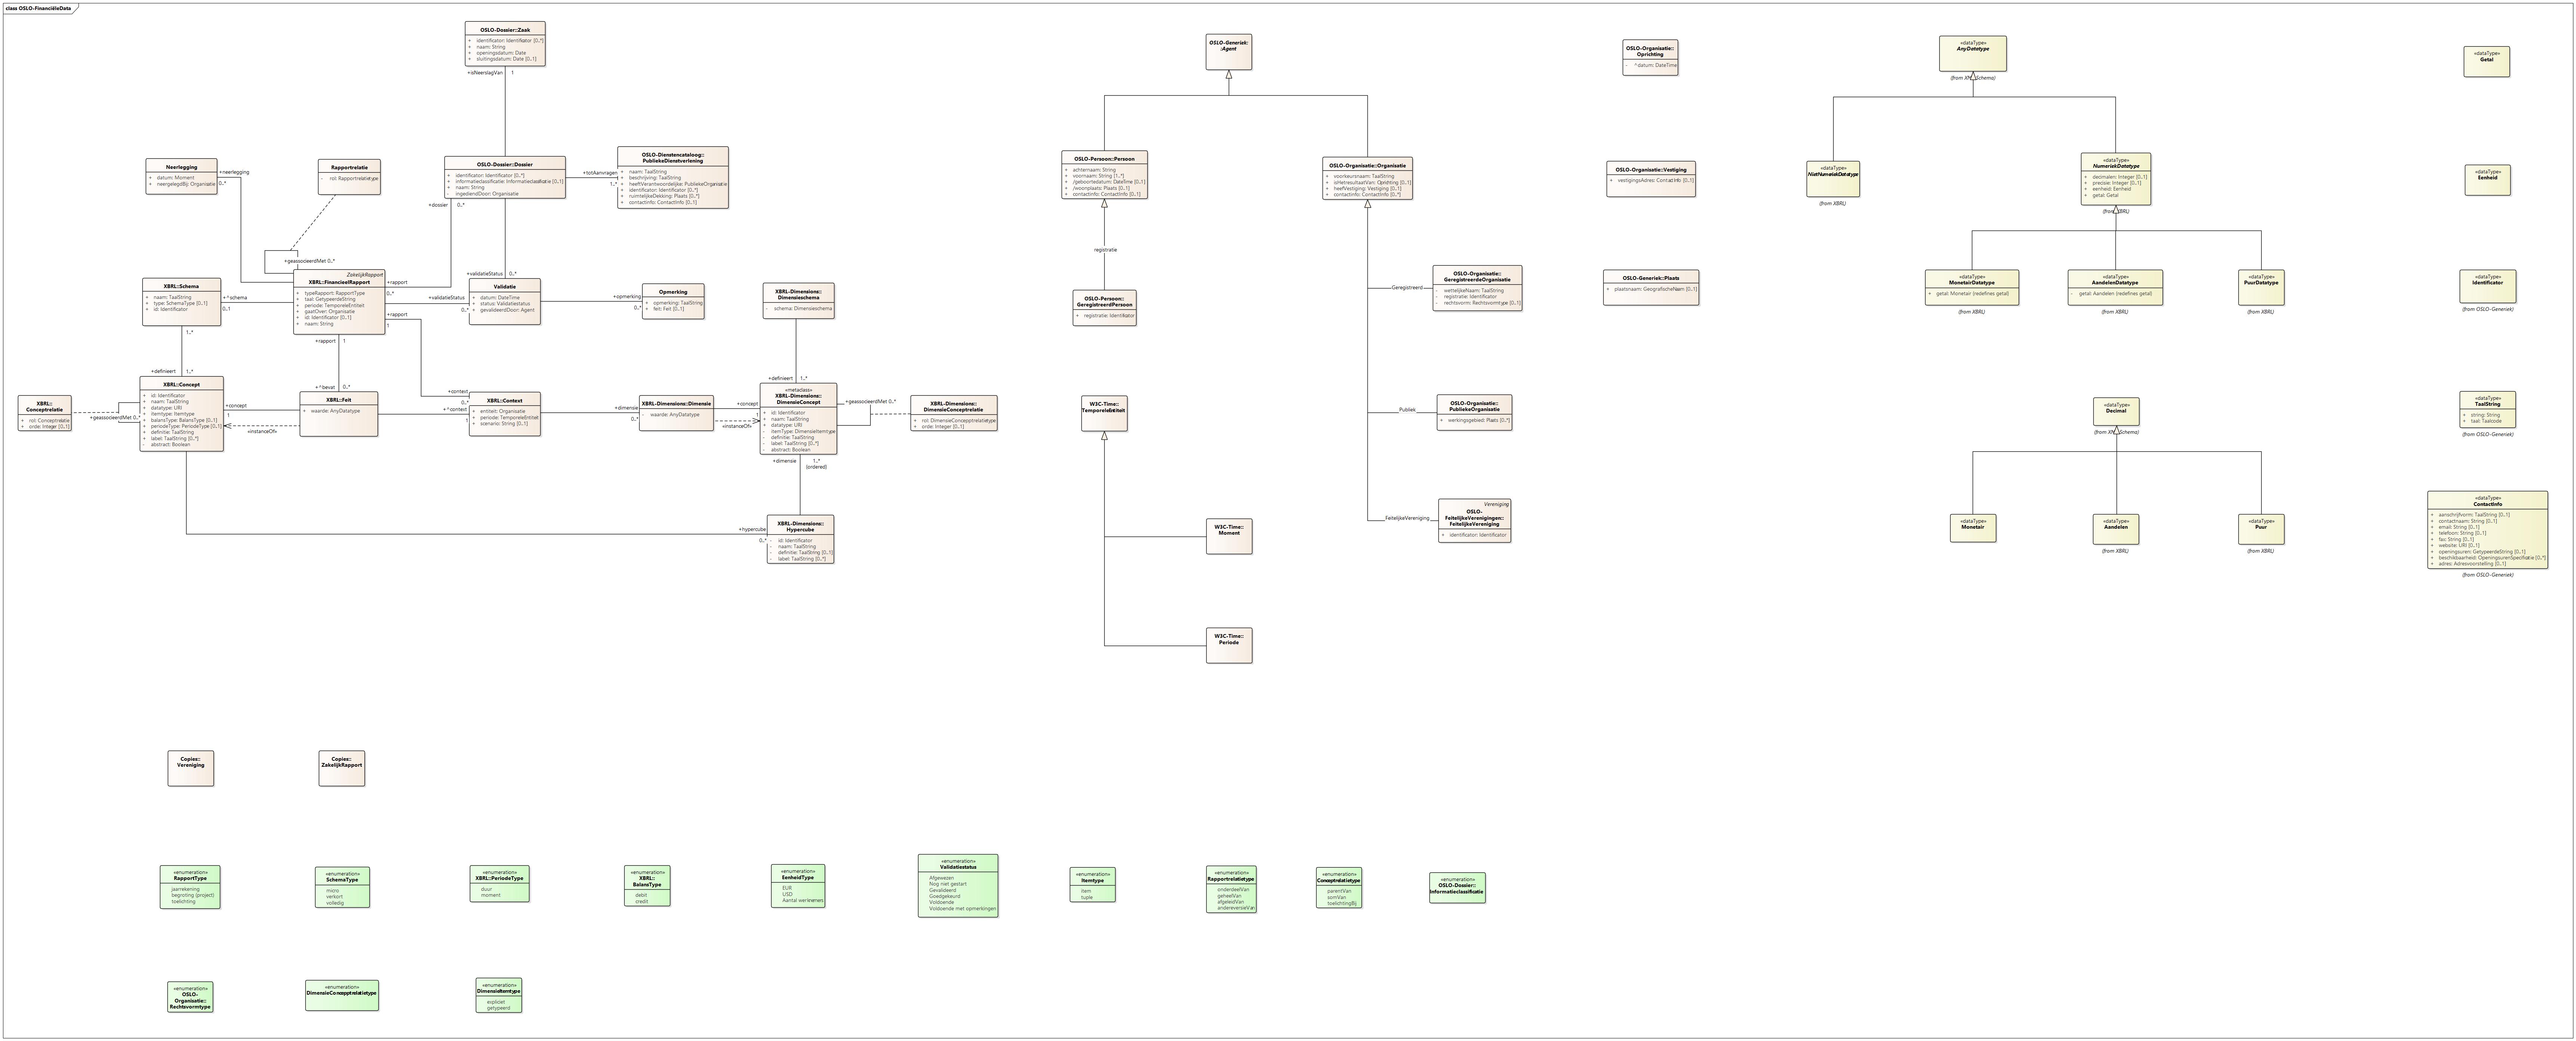 class OSLO-FinanciëleData
OSLO-Dossier::Zaak
+ identificator: Identificator [0..*]
+ naam: String
+ openingsdatum: Date
+ sluitingsdatum: Date [0..1]
+isNeerslagVan 1
Neerlegging
+ datum: Moment
+ neergelegdBij: Organisatie
+neerlegging
0..*
Rapportrelatie
- rol: Rapportrelatietype
OSLO-Dossier::Dossier
+ identificator: Identificator [0..*]
+ informatieclassificatie: Informatieclassificatie [0..1]
+ naam: String
- ingediendDoor: Organisatie
+totAanvragen
1..*
OSLO-Dienstencataloog::
PubliekeDienstverlening
+ naam: TaalString
+ beschrijving: TaalString
+ heeftVerantwoordelijke: PubliekeOrganisatie
+ identificator: Identificator [0..*]
+ ruimtelijkeDekking: Plaats [0..*]
+ contactinfo: ContactInfo [0..1]
+dossier 0..*
+geassocieerdMet 0..*
XBRL::Schema
+ naam: TaalString
+ type: SchemaType [0..1]
+ id: Identificator
+^schema
0..1
ZakelijkRapport
XBRL::FinancieelRapport
+ typeRapport: RapportType
+ taal: GetypeerdeString
+ periode: TemporeleEntiteit
+ gaatOver: Organisatie
+ id: Identificator [0..1]
+ naam: String
+rapport
0..*
+validatieStatus
0..*
+rapport
1
+validatieStatus 0..*
Validatie
+ datum: DateTime
+ status: Validatiestatus
+ gevalideerdDoor: Agent
+opmerking
0..*
Opmerking
+ opmerking: TaalString
+ feit: Feit [0..1]
XBRL-Dimensions::
Dimensieschema
- schema: Dimensieschema
1..*
+definieert 1..*
+rapport 1
+^bevat 0..*
+definieert 1..*
XBRL::
Conceptrelatie
+ rol: Conceptrelatie
+ orde: Integer [0..1]
+geassocieerdMet 0..*
XBRL::Concept
+ id: Identificator
+ naam: TaalString
+ datatype: URI
+ itemtype: Itemtype
+ balansType: BalansType [0..1]
+ periodeType: PeriodeType [0..1]
+ definitie: TaalString
+ label: TaalString [0..*]
- abstract: Boolean
+concept
1
«instanceOf»
XBRL::Feit
+ waarde: AnyDatatype
+context
0..*
+^context
1
XBRL::Context
+ entiteit: Organisatie
+ periode: TemporeleEntiteit
+ scenario: String [0..1]
+dimensie
0..*
XBRL-Dimensions::Dimensie
- waarde: AnyDatatype
+concept
1
«instanceOf»
«metaclass»
XBRL-Dimensions::
DimensieConcept
+ id: Identificator
+ naam: TaalString
+ datatype: URI
- itemType: DimensieItemtype
- definitie: TaalString
- label: TaalString [0..*]
- abstract: Boolean
+geassocieerdMet 0..*
XBRL-Dimensions::
DimensieConceptrelatie
+ rol: DimensieConcepptrelatietype
+ orde: Integer [0..1]
+dimensie 1..*
{ordered}
+hypercube
0..*
XBRL-Dimensions::
Hypercube
- id: Identificator
- naam: TaalString
- definitie: TaalString [0..1]
- label: TaalString [0..*]
OSLO-Generiek:
:Agent
OSLO-Persoon::Persoon
+ achternaam: String
+ voornaam: String [1..*]
+ /geboortedatum: DateTime [0..1]
+ /woonplaats: Plaats [0..1]
+ contactinfo: ContactInfo [0..*]
registratie
OSLO-Persoon::
GeregistreerdPersoon
+ registratie: Identificator
OSLO-Organisatie::Organisatie
+ voorkeursnaam: TaalString
+ isHetresultaatVan: Oprichting [0..1]
+ heeftVestiging: Vestiging [0..1]
+ contactinfo: ContactInfo [0..*]
Geregistreerd
OSLO-Organisatie::
GeregistreerdeOrganisatie
- wettelijkeNaam: TaalString
- registratie: Identificator
- rechtsvorm: Rechtsvormtype [0..1]
Publiek
OSLO-Organisatie::
PubliekeOrganisatie
+ werkingsgebied: Plaats [0..*]
FeitelijkeVereniging
Vereniging
OSLO-
FeitelijkeVerenigingen::
FeitelijkeVereniging
+ identificator: Identificator
W3C-Time::
TemporeleEntiteit
W3C-Time::
Moment
W3C-Time::
Periode
OSLO-Organisatie::
Oprichting
- ^datum: DateTime
OSLO-Organisatie::Vestiging
+ vestigingsAdres: ContactInfo [0..1]
OSLO-Generiek::Plaats
+ plaatsnaam: GeografischeNaam [0..1]
«dataType»
AnyDatatype
(from XML Schema)
«dataType»
NietNumeriekDatatype
(from XBRL)
«dataType»
NumeriekDatatype
+ decimalen: Integer [0..1]
+ precisie: Integer [0..1]
+ eenheid: Eenheid
+ getal: Getal
(from XBRL)
«dataType»
MonetairDatatype
+ getal: Monetair {redefines getal}
(from XBRL)
«dataType»
AandelenDatatype
- getal: Aandelen {redefines getal}
(from XBRL)
«dataType»
PuurDatatype
(from XBRL)
«dataType»
Decimal
(from XML Schema)
«dataType»
Monetair
«dataType»
Aandelen
(from XBRL)
«dataType»
Puur
(from XBRL)
«dataType»
Getal
«dataType»
Eenheid
«dataType»
Identificator
(from OSLO-Generiek)
«dataType»
TaalString
+ string: String
+ taal: Taalcode
(from OSLO-Generiek)
«dataType»
ContactInfo
+ aanschrijfvorm: TaalString [0..1]
+ contactnaam: String [0..1]
+ email: String [0..1]
+ telefoon: String [0..1]
+ fax: String [0..1]
+ website: URI [0..1]
+ openingsuren: GetypeerdeString [0..1]
+ beschikbaarheid: OpeningsurenSpecificatie [0..*]
+ adres: Adresvoorstelling [0..1]
(from OSLO-Generiek)
Copies::
Vereniging
Copies::
ZakelijkRapport
«enumeration»
RapportType
jaarrekening
begroting (project)
toelichting
«enumeration»
SchemaType
micro
verkort
volledig
«enumeration»
XBRL::PeriodeType
duur
moment
«enumeration»
XBRL::
BalansType
debit
credit
«enumeration»
EenheidType
EUR
USD
Aantal werknemers
«enumeration»
Validatiestatus
Afgewezen
Nog niet gestart
Gevalideerd
Goedgekeurd
Voldoende
Voldoende met opmerkingen
«enumeration»
Itemtype
item
tuple
«enumeration»
Rapportrelatietype
onderdeelVan
geheelVan
afgeleidVan
andereversieVan
«enumeration»
Conceptrelatietype
parentVan
somVan
toelichtingBij
«enumeration»
OSLO-Dossier::
Informatieclassificatie
«enumeration»
OSLO-
Organisatie::
Rechtsvormtype
«enumeration»
DimensieConcepptrelatietype
«enumeration»
DimensieItemtype
expliciet
getypeerd